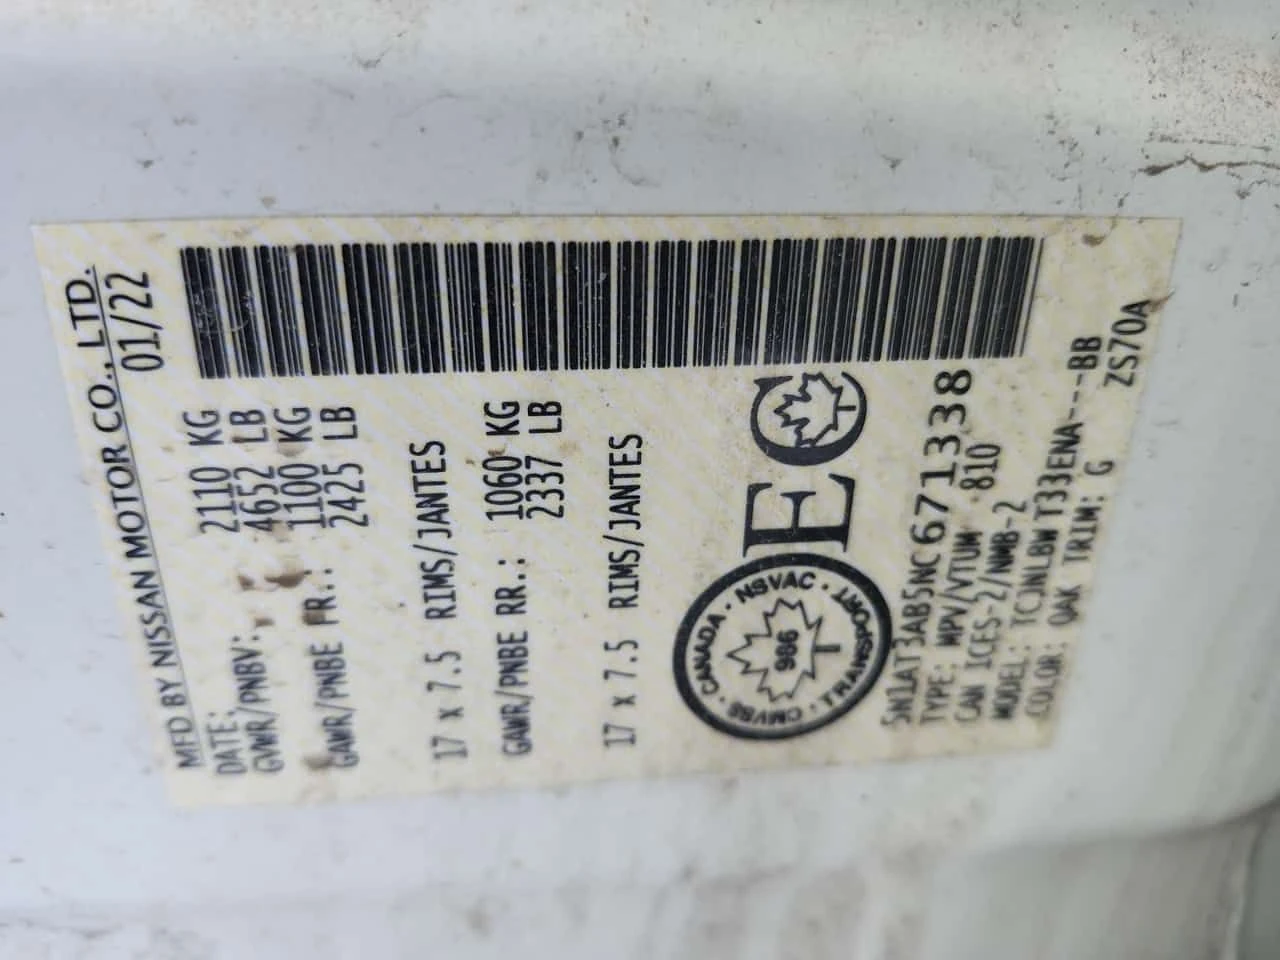 MFD BY NISSAN MOTOR CO., LTD.
DATE: 01/22
GVWR/PNBV: 2110 KG
4652 LB
GAWR/PNBE FR.: 1100 KG
2425 LB
17 x 7.5 RIMS/JANTES
GAWR/PNBE RR.: 1060 KG
2337 LB
17 x 7.5 RIMS/JANTES
CANADA · NSVAC · TRANSPORT · CMVSS ·
986
EC
5N1AT3AB5NC671338
TYPE: MPV/VTUM 810
CAN ICES-2/NMB-2
MODEL: TCJNLBWT33ENA---BB
COLOR: QAK TRIM: G ZS70A